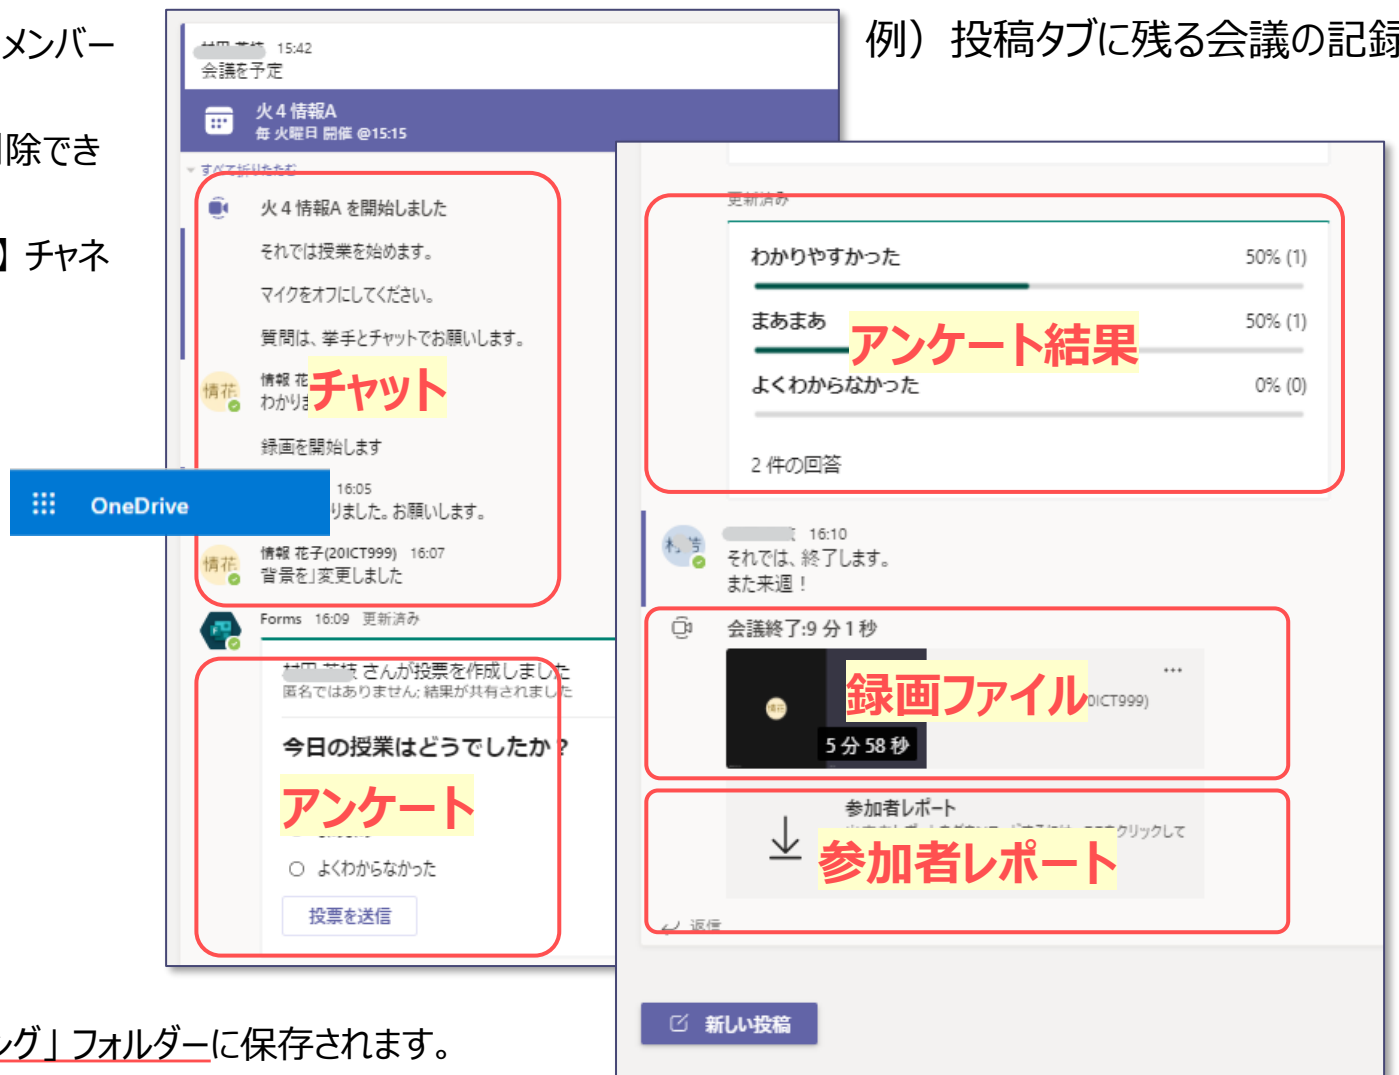 メンバー
除でき
】チャネ
例）投稿タブに残る会議の記録
15:42
会議を予定
火４情報A
毎 火曜日 開催 @15:15
すべて折りたたむ
火４情報A を開始しました
それでは授業を始めます。
マイクをオフにしてください。
質問は、挙手とチャットでお願いします。
情花
情報 花
わかりま
チャット
録画を開始します
16:05
りました。お願いします。
OneDrive
情花
情報 花子(20ICT999) 16:07
背景を」変更しました
Forms 16:09 更新済み
さんが投票を作成しました
匿名ではありません; 結果が共有されました
今日の授業はどうでしたか？
アンケート
よくわからなかった
投票を送信
更新済み
わかりやすかった 50% (1)
まあまあ 50% (1)
アンケート結果
よくわからなかった 0% (0)
2 件の回答
16:10
それでは、終了します。
また来週！
会議終了:9 分 1 秒
録画ファイル
情花
0ICT999)
5 分 58 秒
参加者レポート
クリックして
参加者レポート
返信
新しい投稿
グ」フォルダーに保存されます。